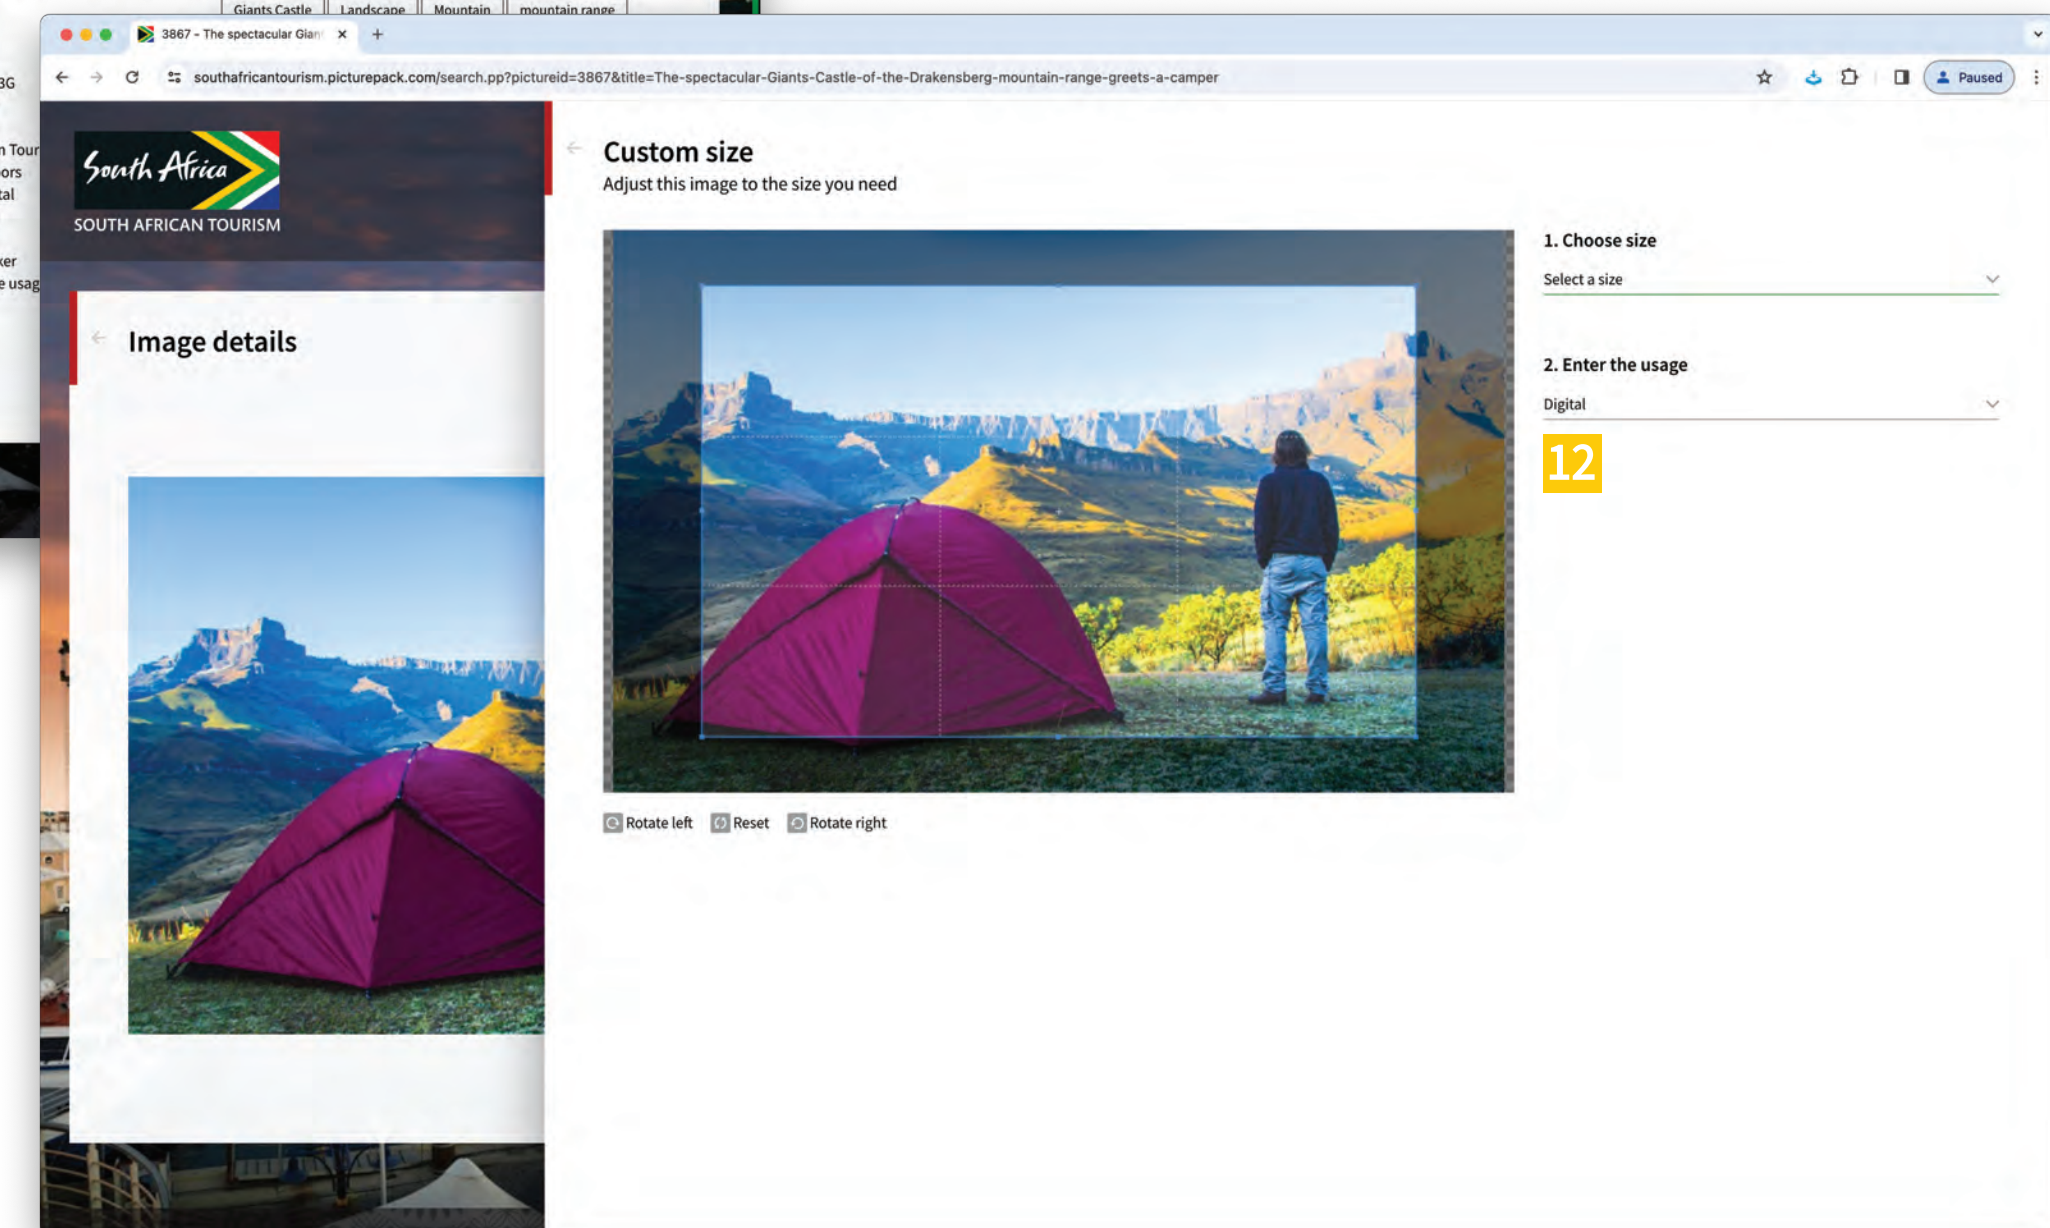 Giants Castle Landscape Mountain mountain range
3867 - The spectacular Gian
southafricantourism.picturepack.com/search.pp?pictureid=3867&title=The-spectacular-Giants-Castle-of-the-Drakensberg-mountain-range-greets-a-camper
Paused
South Africa
SOUTH AFRICAN TOURISM
Image details
Custom size
Adjust this image to the size you need
1. Choose size
Select a size
2. Enter the usage
Digital
12
Rotate left Reset Rotate right